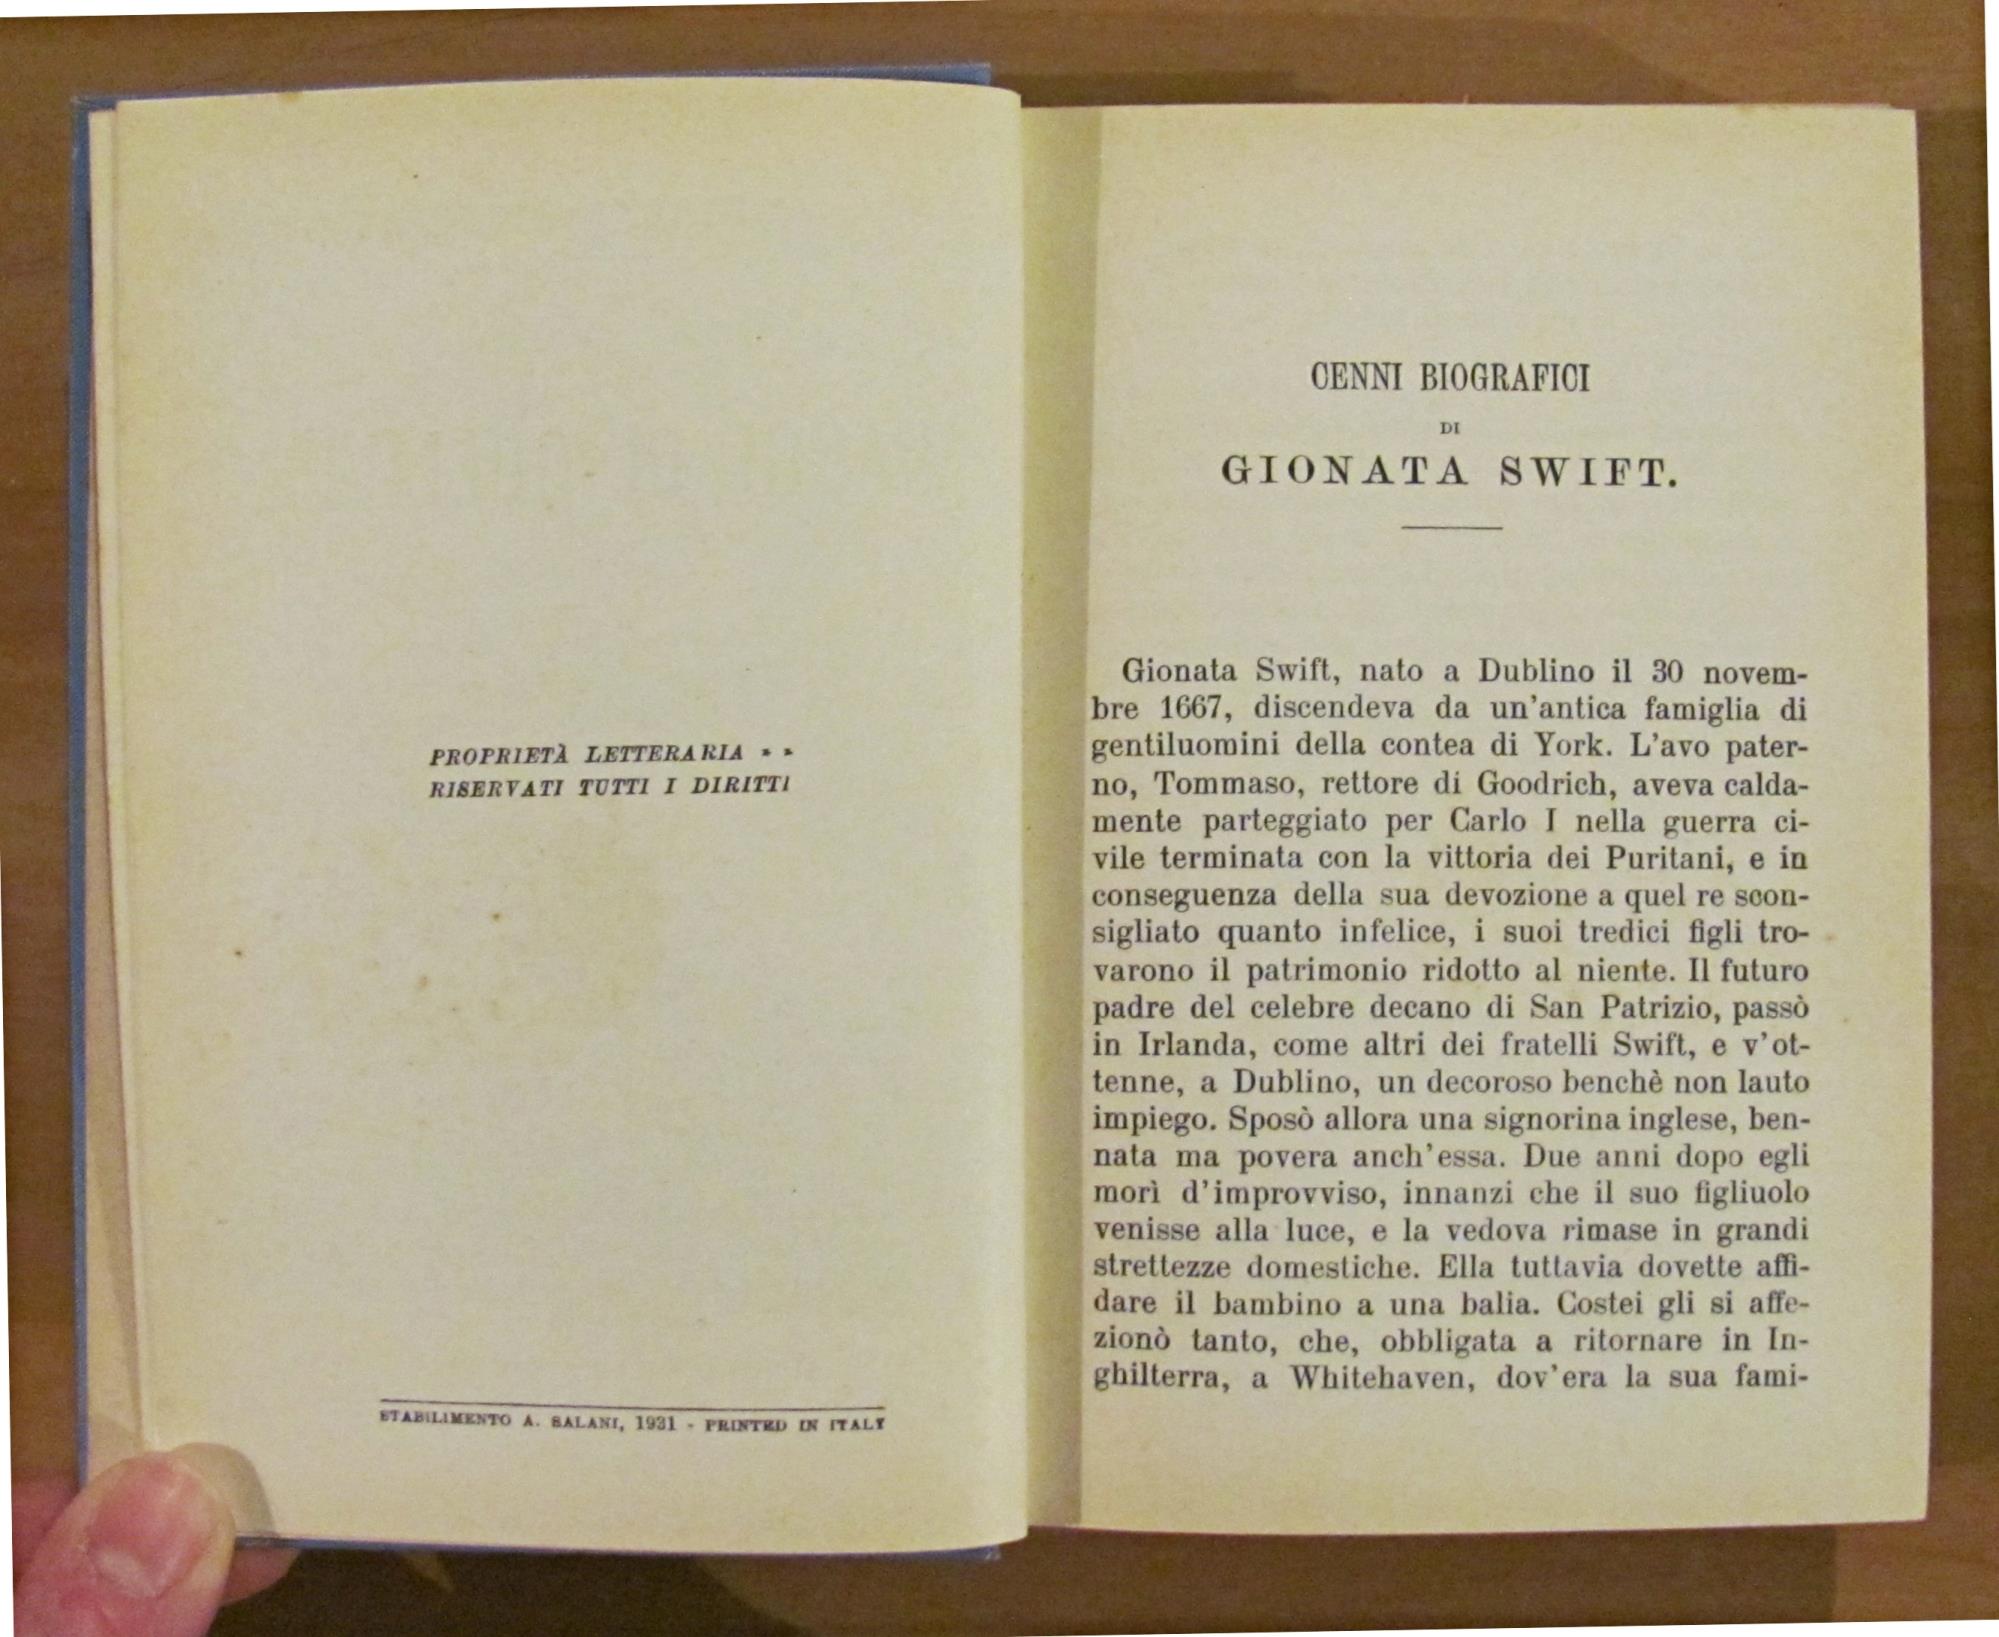 PROPRIETÀ LETTERARIA * *
RISERVATI TUTTI I DIRITTI
STABILIMENTO A. SALANI, 1931 - PRINTED IN ITALY
CENNI BIOGRAFICI
DI
GIONATA SWIFT.
Gionata Swift, nato a Dublino il 30 novem-
bre 1667, discendeva da un'antica famiglia di
gentiluomini della contea di York. L'avo pater-
no, Tommaso, rettore di Goodrich, aveva calda-
mente parteggiato per Carlo I nella guerra ci-
vile terminata con la vittoria dei Puritani, e in
conseguenza della sua devozione a quel re scon-
sigliato quanto infelice, i suoi tredici figli tro-
varono il patrimonio ridotto al niente. Il futuro
padre del celebre decano di San Patrizio, passò
in Irlanda, come altri dei fratelli Swift, e v'ot-
tenne, a Dublino, un decoroso benchè non lauto
impiego. Sposò allora una signorina inglese, ben-
nata ma povera anch'essa. Due anni dopo egli
morì d'improvviso, innanzi che il suo figliuolo
venisse alla luce, e la vedova rimase in grandi
strettezze domestiche. Ella tuttavia dovette affi-
dare il bambino a una balia. Costei gli si affe-
zionò tanto, che, obbligata a ritornare in In-
ghilterra, a Whitehaven, dov'era la sua fami-